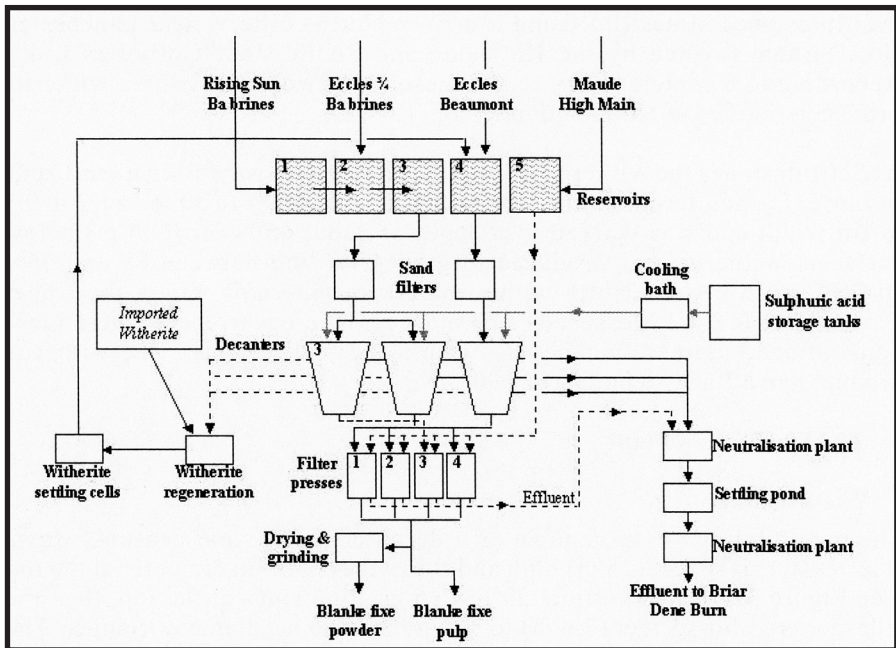 Rising Sun
Ba brines
Eccles ¾
Ba brines
Eccles
Beaumont
Maude
High Main
1
2
3
4
5
Reservoirs
Sand
filters
Cooling
bath
Sulphuric acid
storage tanks
Imported
Witherite
Decanters
3
Witherite
settling cells
Witherite
regeneration
Filter
presses
1
2
3
4
Effluent
Neutralisation plant
Settling pond
Neutralisation plant
Drying &
grinding
Effluent to Briar
Dene Burn
Blanke fixe
powder
Blanke fixe
pulp